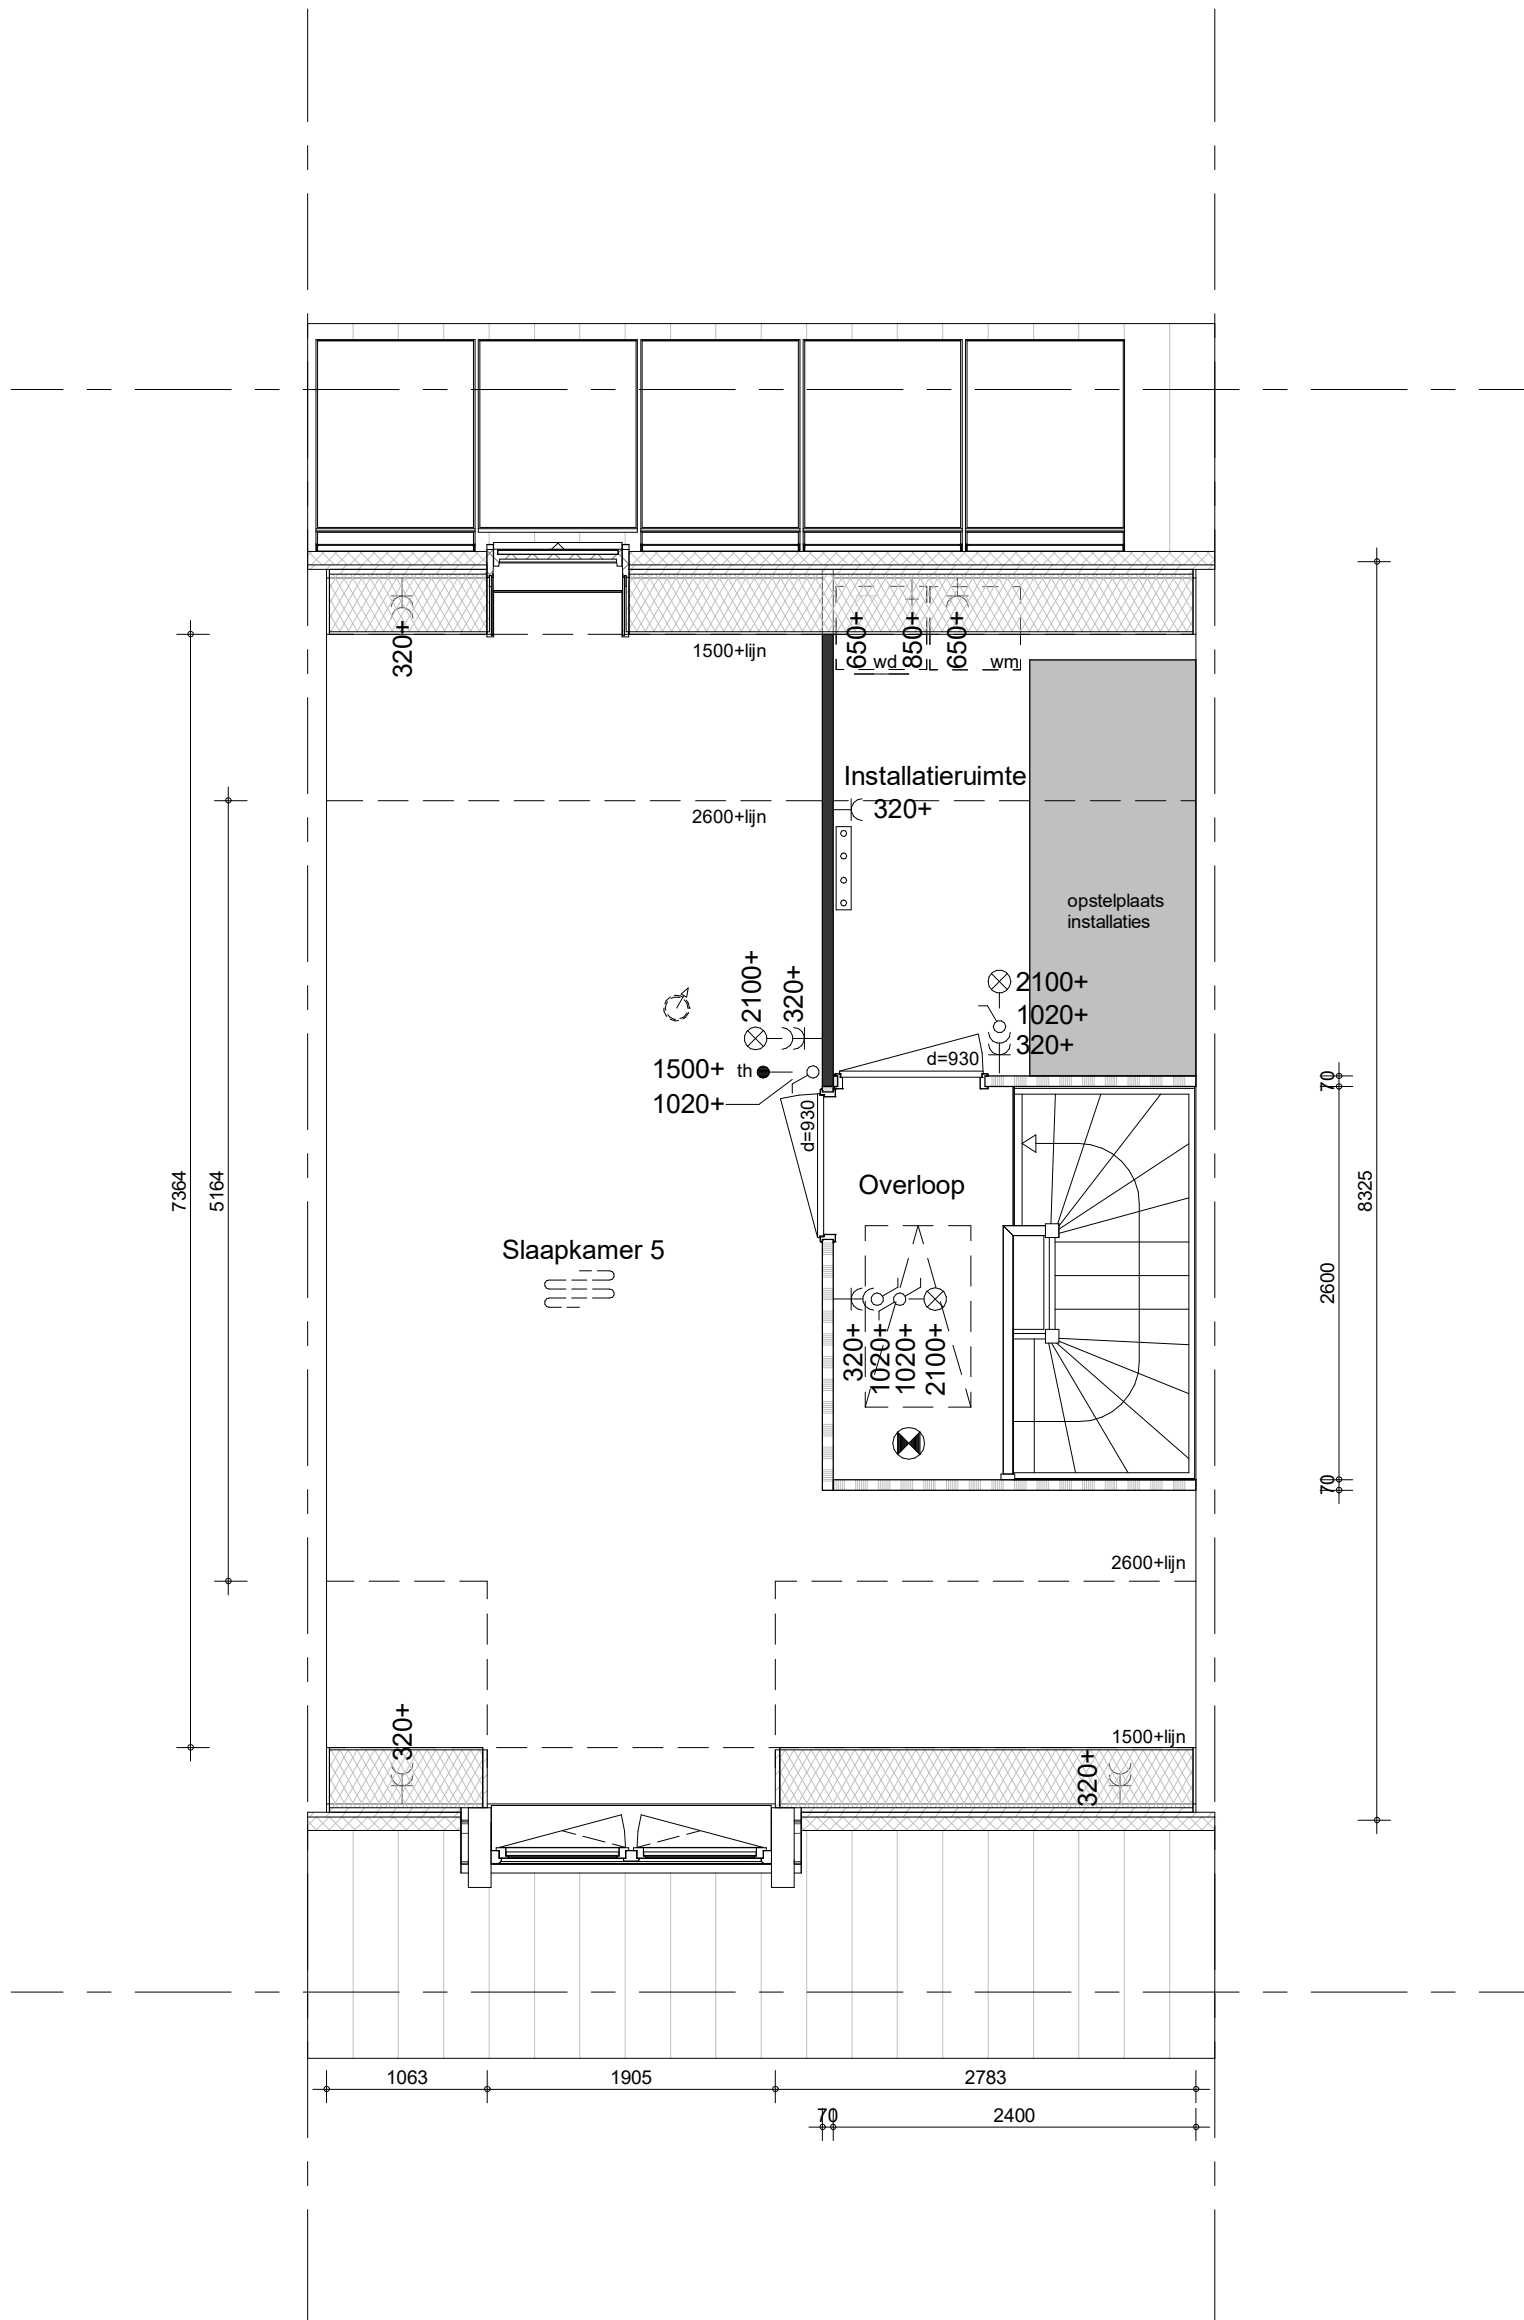 320+
1500+lijn
650+
wd
850+
650+
wm
Installatieruimte
320+
2600+lijn
opstelplaats
installaties
2100+
320+
2100+
1020+
320+
1500+ th
1020+
d=930
d=930
70
7364
5164
Overloop
8325
Slaapkamer 5
2600
320+
1020+
1020+
2100+
70
2600+lijn
320+
1500+lijn
320+
1063
1905
2783
70
2400